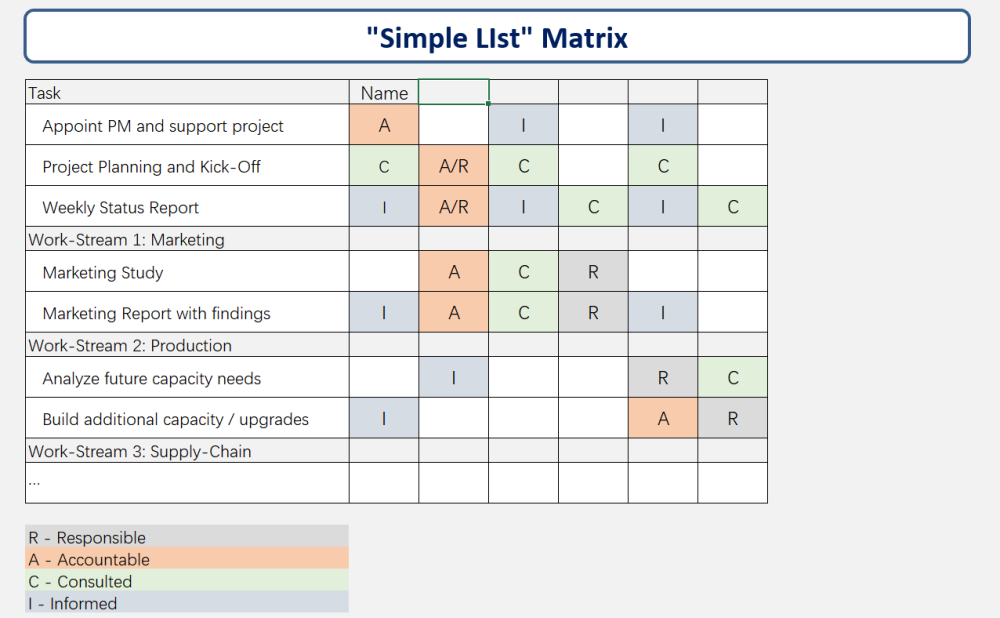 "Simple LIst" Matrix
Task Name
Appoint PM and support project A I I
Project Planning and Kick-Off C A/R C C
Weekly Status Report I A/R I C I C
Work-Stream 1: Marketing
Marketing Study A C R
Marketing Report with findings I A C R I
Work-Stream 2: Production
Analyze future capacity needs I R C
Build additional capacity / upgrades I A R
Work-Stream 3: Supply-Chain
...
R - Responsible
A - Accountable
C - Consulted
I - Informed